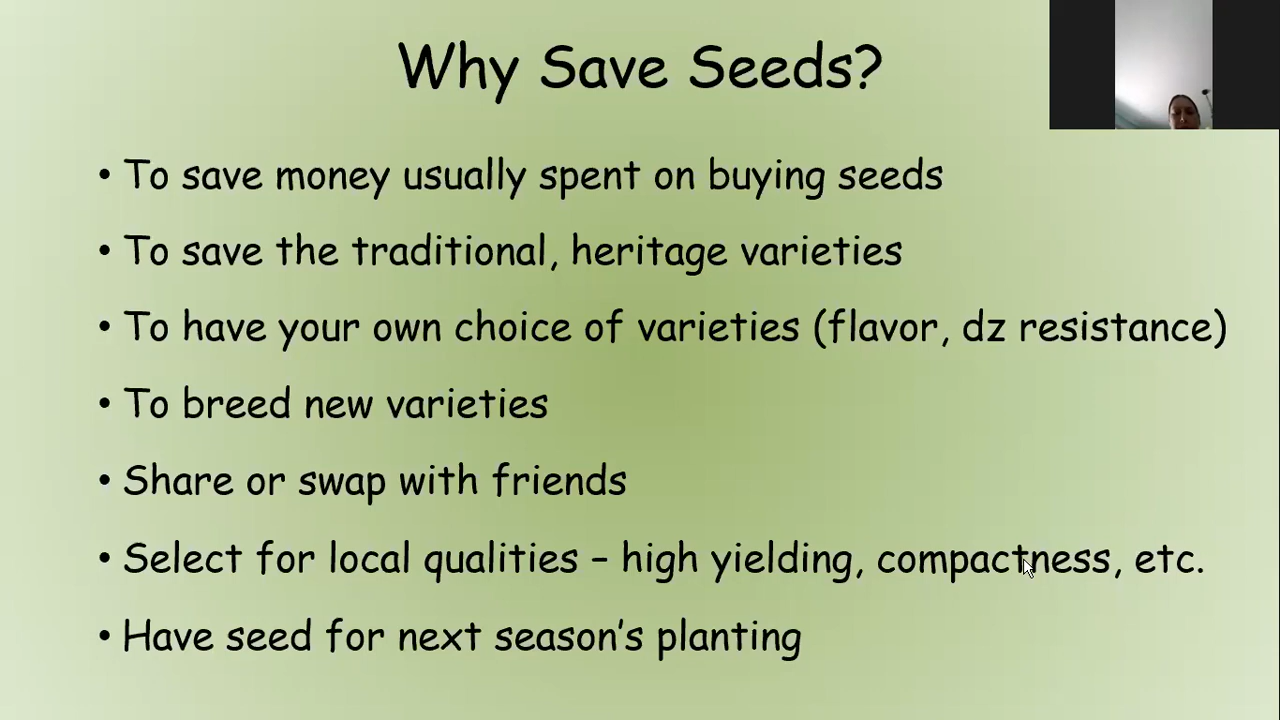 Why Save Seeds?
• To save money usually spent on buying seeds
• To save the traditional, heritage varieties
• To have your own choice of varieties (flavor, dz resistance)
• To breed new varieties
• Share or swap with friends
• Select for local qualities – high yielding, compactness, etc.
• Have seed for next season's planting